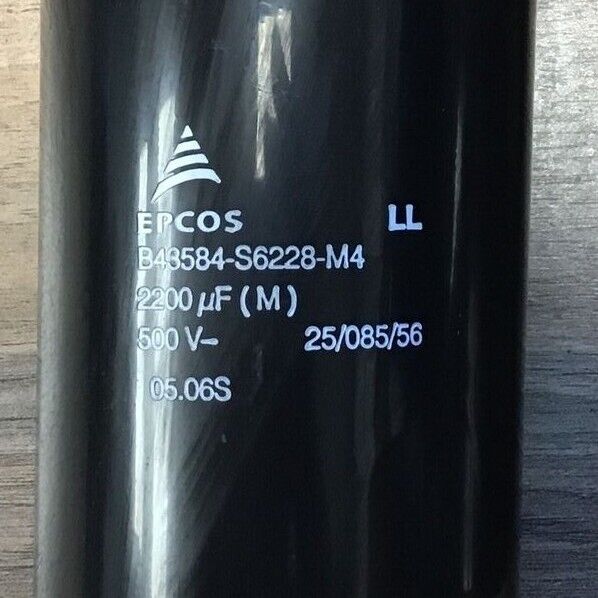 EPCOS LL
B43584-S6228-M4
2200 µF ( M )
500 V– 25/085/56
05.06S